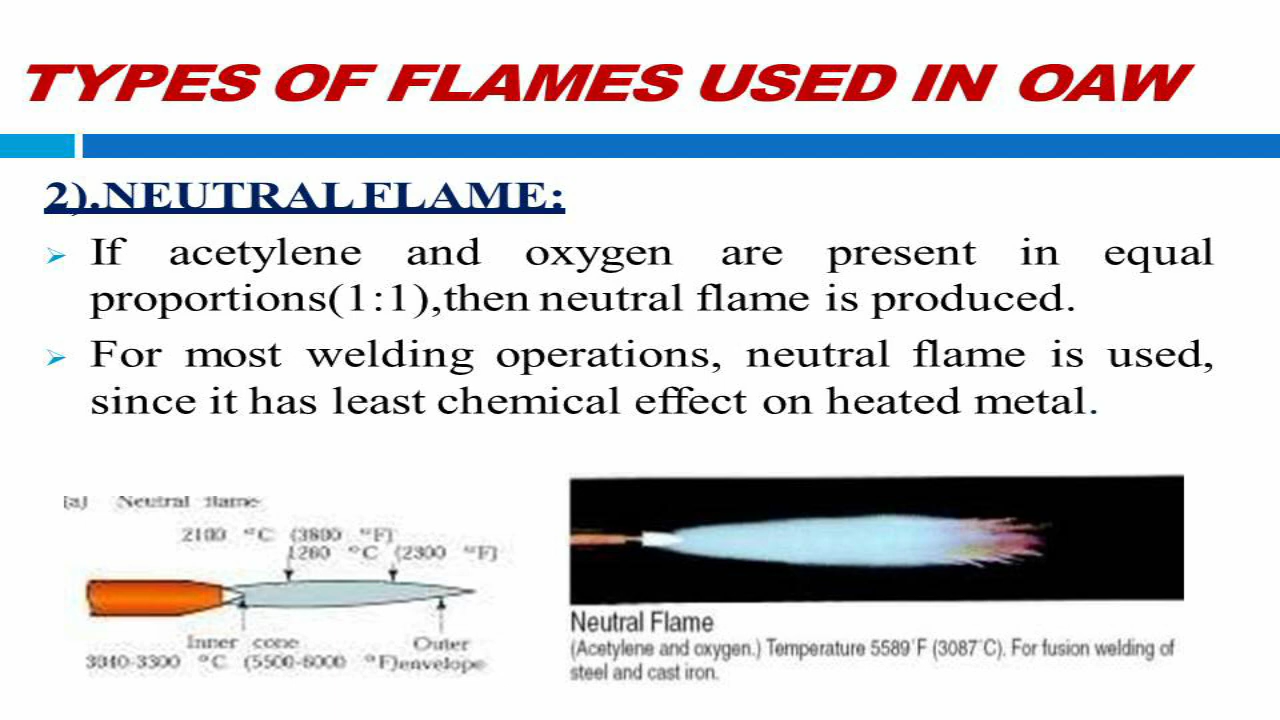 TYPES OF FLAMES USED IN OAW
2).NEUTRAL FLAME:
➢ If acetylene and oxygen are present in equal
proportions(1:1),then neutral flame is produced.
➢ For most welding operations, neutral flame is used,
since it has least chemical effect on heated metal.
(a) Neutral flame
2100 °C (3800 °F)
1260 °C (2300 °F)
Inner cone
3040-3300 °C (5500-6000 °F)
Outer
envelope
Neutral Flame
(Acetylene and oxygen.) Temperature 5589°F (3087°C). For fusion welding of
steel and cast iron.